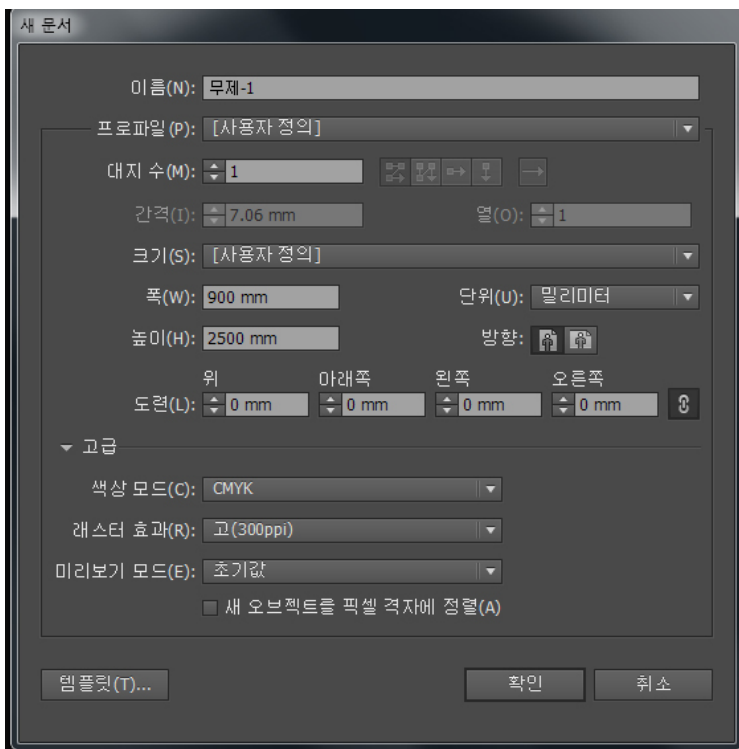 새 문서
이름(N): 무제-1
프로파일(P): [사용자 정의]
대지 수(M): 1
간격(I): 7.06 mm 열(O): 1
크기(S): [사용자 정의]
폭(W): 900 mm 단위(U): 밀리미터
높이(H): 2500 mm 방향:
위 아래쪽 왼쪽 오른쪽
도련(L): 0 mm 0 mm 0 mm 0 mm
고급
색상 모드(C): CMYK
래스터 효과(R): 고(300ppi)
미리보기 모드(E): 초기값
새 오브젝트를 픽셀 격자에 정렬(A)
템플릿(T)... 확인 취소